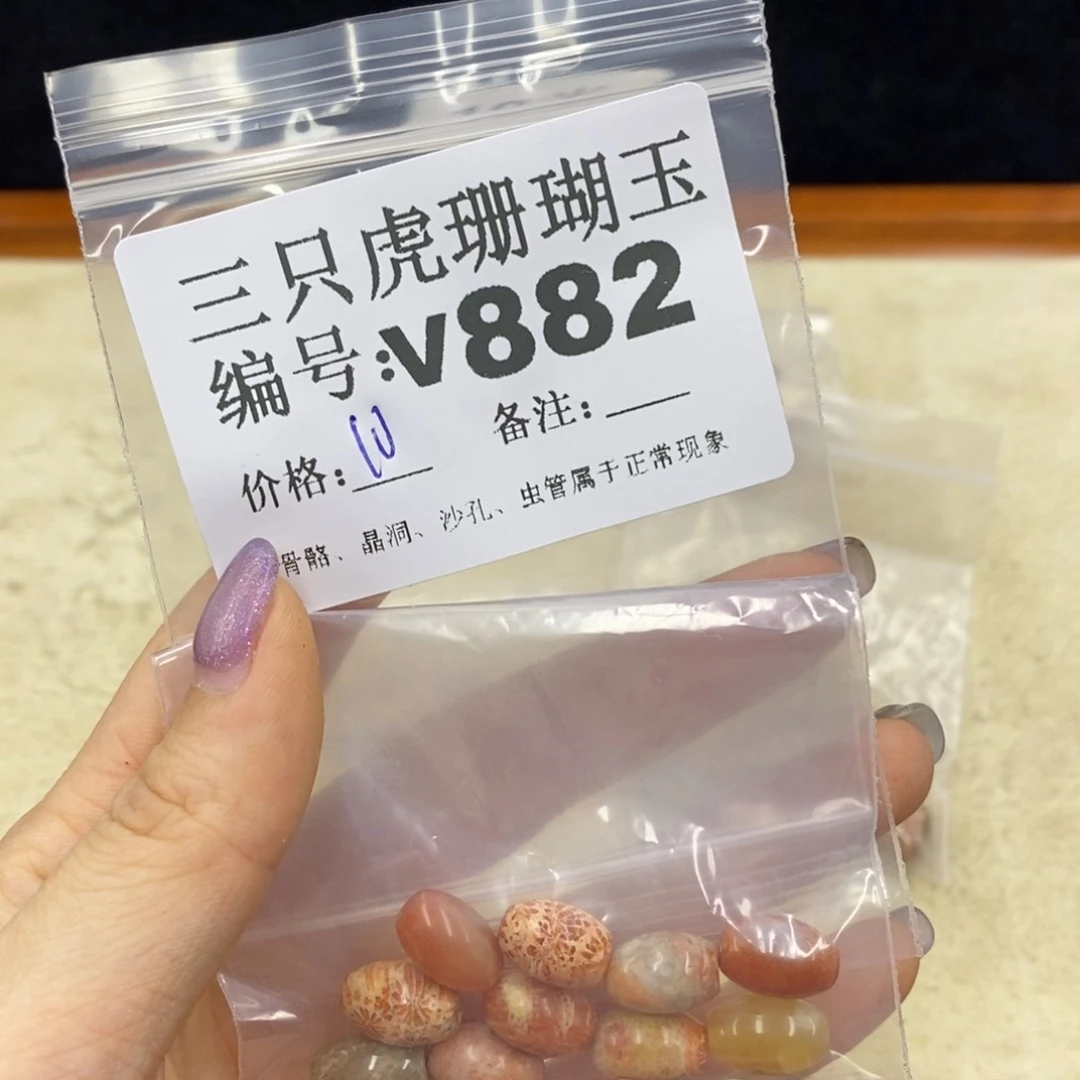 三只虎珊瑚玉
编号:V882
价格: 备注:
骨骼、晶洞、沙孔、虫管属于正常现象